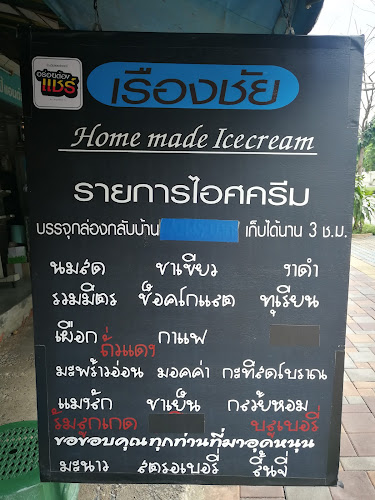 อร่อยต้อง
แชร์
เรืองชัย
Home made Icecream
รายการไอศครีม
บรรจุกล่องกลับบ้าน เก็บได้นาน 3 ช.ม.
นมสด ชาเขียว งาดำ
รวมมิตร ช็อคโกแลต ทุเรียน
เผือก กาแฟ
ถั่วแดง
มะพร้าวอ่อน มอคค่า กะทิสดโบราณ
แมงลัก ชาเย็น กล้วยหอม
รัมลูกเกด บลูเบอรี่
ขอขอบคุณทุกท่านที่มาอุดหนุน
มะนาว สตรอเบอรี่ ลิ้นจี่